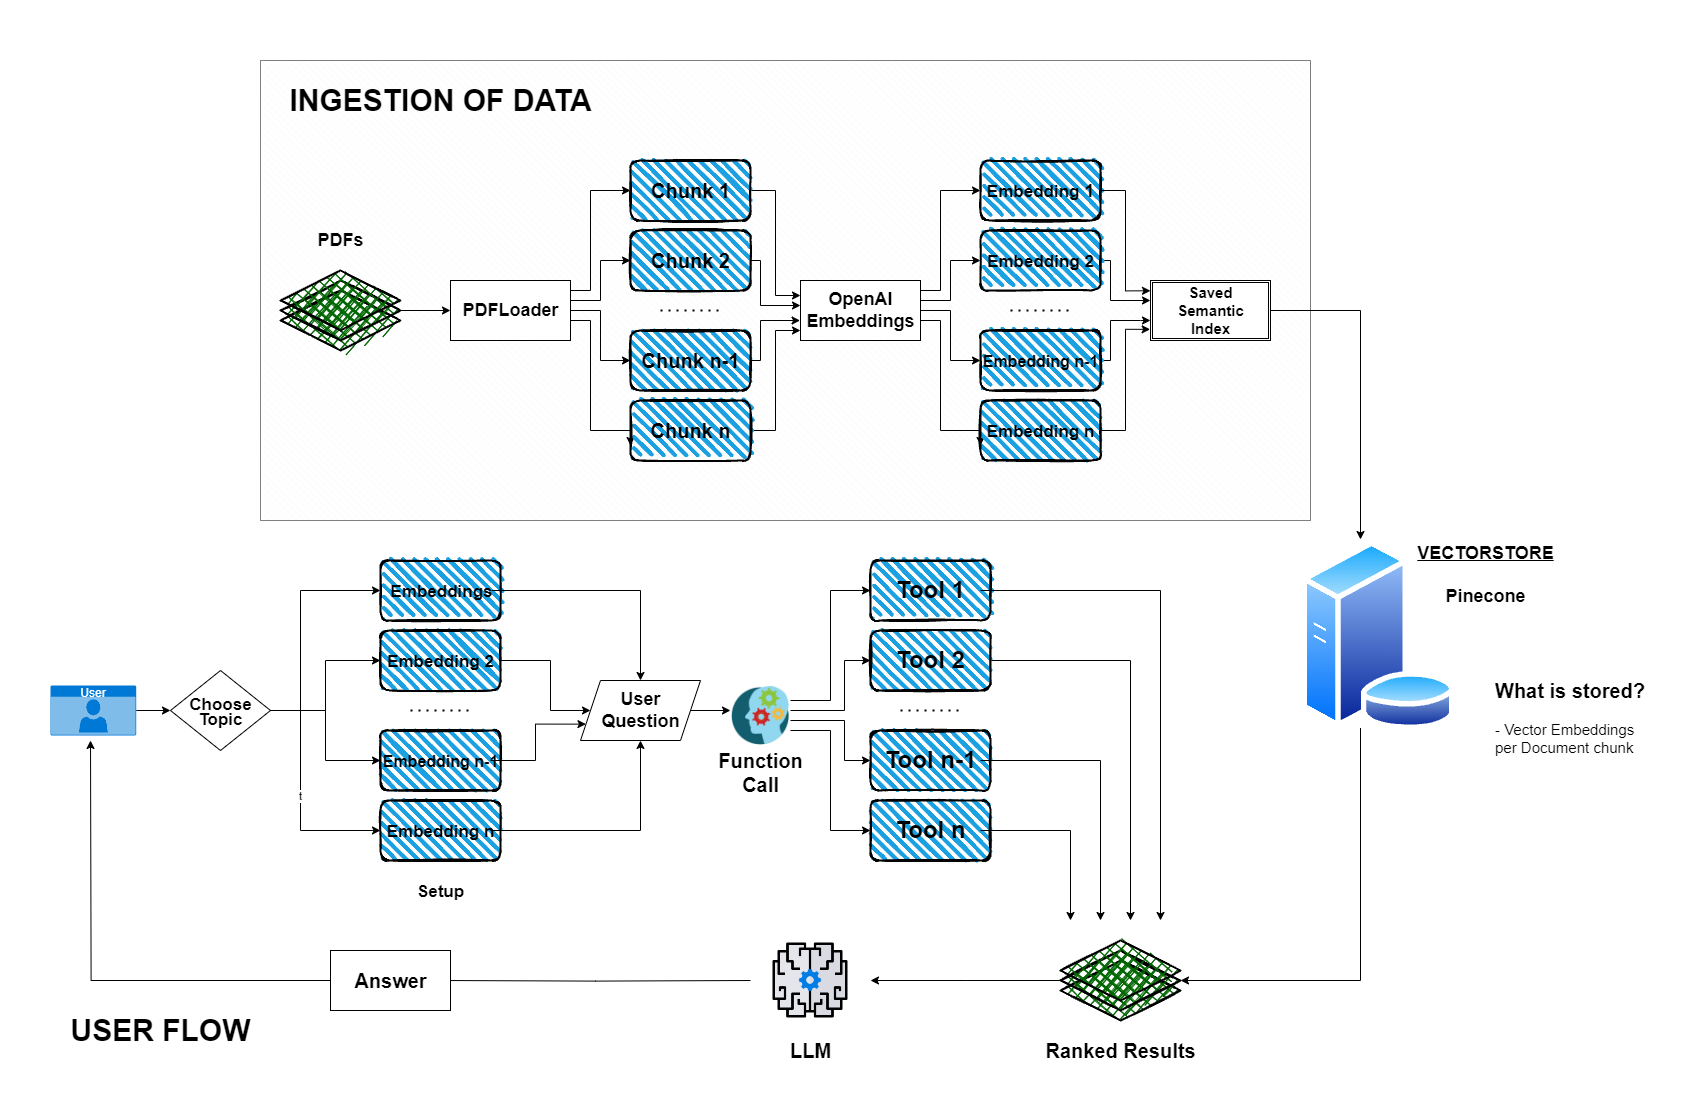 INGESTION OF DATA
PDFs
PDFLoader
Chunk 1
Chunk 2
........
Chunk n-1
Chunk n
OpenAI
Embeddings
Embedding 1
Embedding 2
........
Embedding n-1
Embedding n
Saved
Semantic
Index
VECTORSTORE
Pinecone
What is stored?
- Vector Embeddings
per Document chunk
User
Choose
Topic
t
Embeddings
Embedding 2
........
Embedding n-1
Embedding n
Setup
User
Question
Function
Call
Tool 1
Tool 2
........
Tool n-1
Tool n
Answer
LLM
Ranked Results
USER FLOW